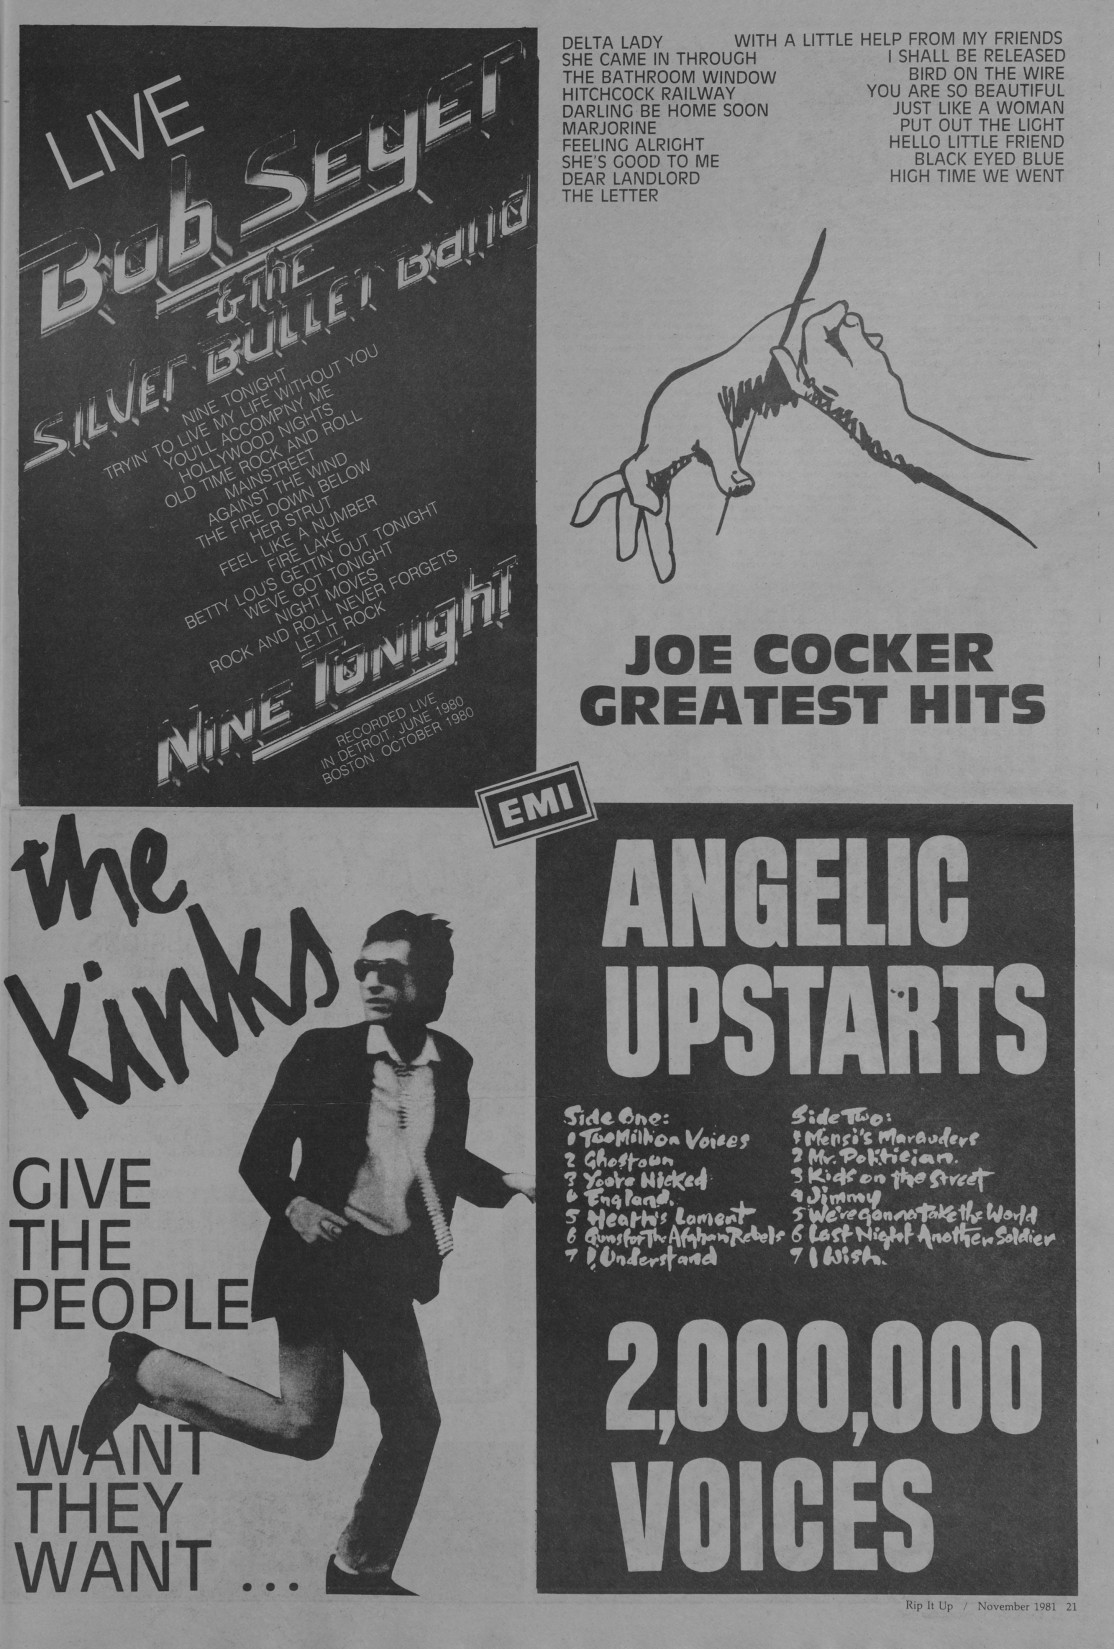 LIVE
Bob Seger
& THE
SILVER BULLET Band
NINE TONIGHT
TRYIN' TO LIVE MY LIFE WITHOUT YOU
YOU'LL ACCOMPNY ME
HOLLYWOOD NIGHTS
OLD TIME ROCK AND ROLL
MAINSTREET
AGAINST THE WIND
THE FIRE DOWN BELOW
HER STRUT
FEEL LIKE A NUMBER
FIRE LAKE
BETTY LOU'S GETTIN' OUT TONIGHT
WE'VE GOT TONIGHT
NIGHT MOVES
ROCK AND ROLL NEVER FORGETS
LET IT ROCK
NINE TONIGHT
RECORDED LIVE
IN DETROIT, JUNE 1980
BOSTON OCTOBER 1980
DELTA LADY
SHE CAME IN THROUGH
THE BATHROOM WINDOW
HITCHCOCK RAILWAY
DARLING BE HOME SOON
MARJORINE
FEELING ALRIGHT
SHE'S GOOD TO ME
DEAR LANDLORD
THE LETTER
WITH A LITTLE HELP FROM MY FRIENDS
I SHALL BE RELEASED
BIRD ON THE WIRE
YOU ARE SO BEAUTIFUL
JUST LIKE A WOMAN
PUT OUT THE LIGHT
HELLO LITTLE FRIEND
BLACK EYED BLUE
HIGH TIME WE WENT
JOE COCKER
GREATEST HITS
EMI
the
kinks
GIVE
THE
PEOPLE
WANT
THEY
WANT ...
ANGELIC
UPSTARTS
Side One:
1 Two Million Voices
2 Ghostown
3 You're Nicked
4 England.
5 Heath's Lament
6 Guns for The Afghan Rebels
7 I Understand
Side Two:
1 Mensi's Marauders
2 Mr. Politician.
3 Kids on the Street
4 Jimmy
5 We're gonna Take the World
6 Last Night Another Soldier
7 I Wish.
2,000,000
VOICES
Rip It Up / November 1981 21